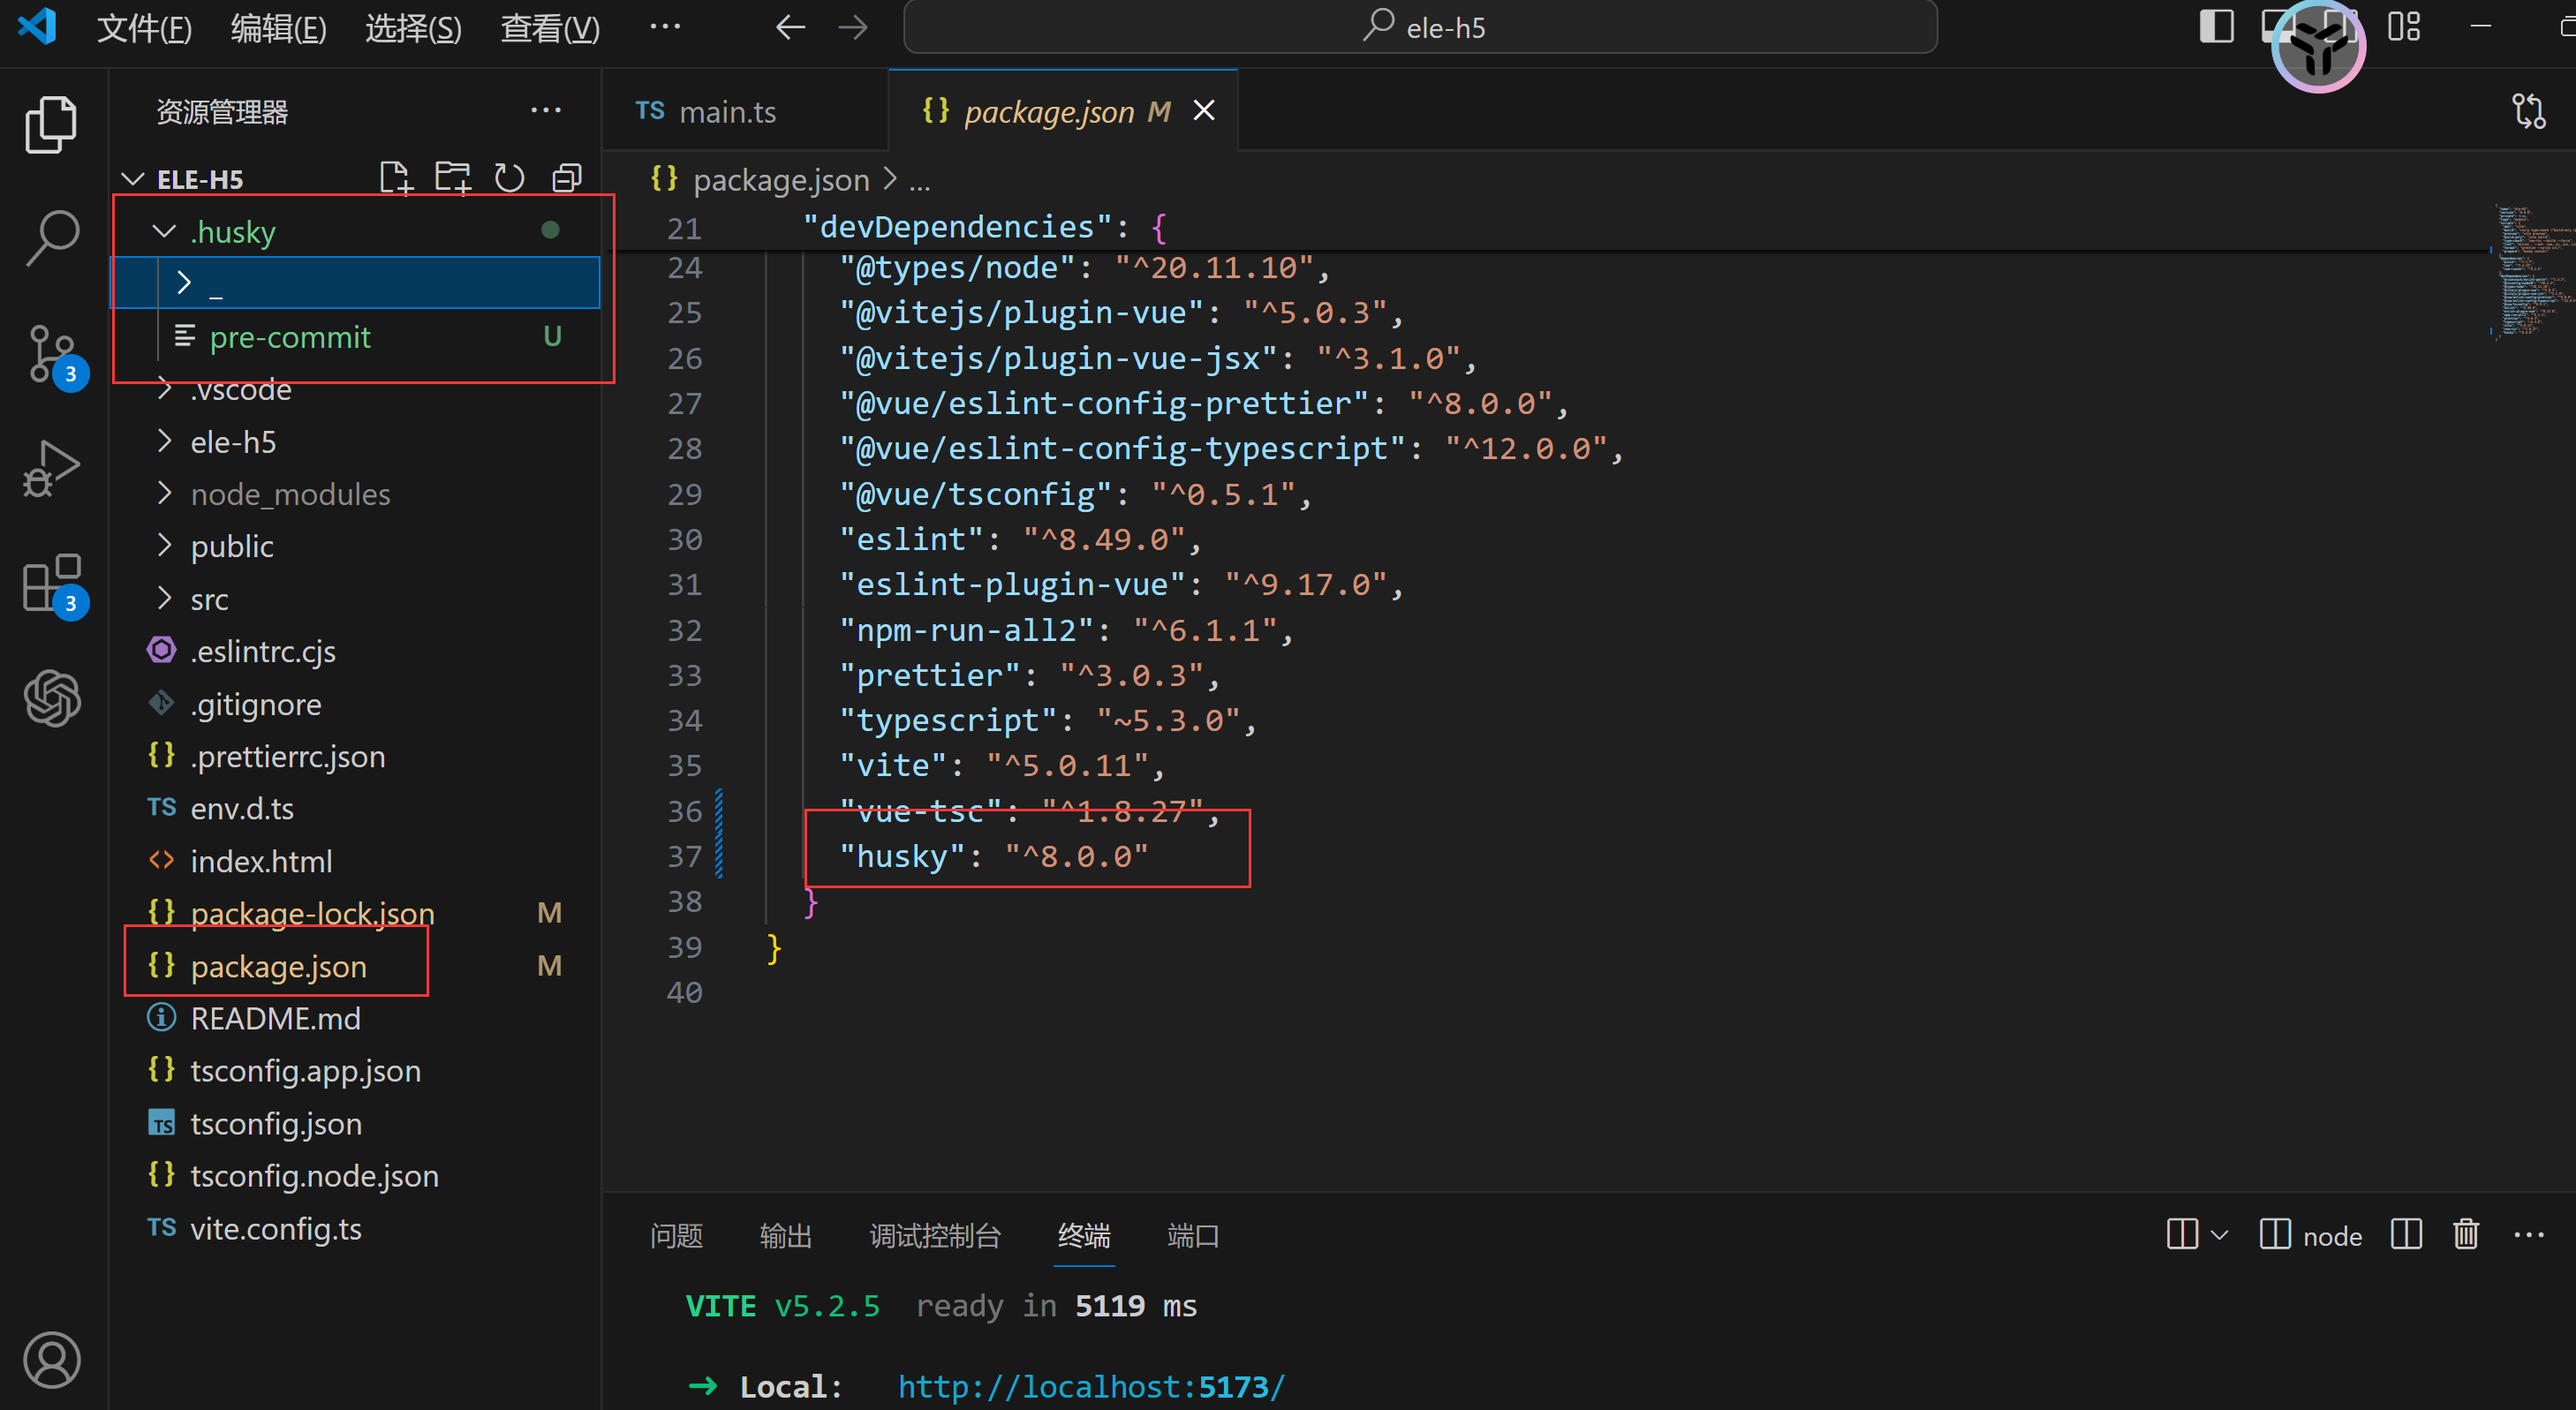 文件(F) 编辑(E) 选择(S) 查看(V) ··· ele-h5
资源管理器 ···
TS main.ts {} package.json M
ELE-H5
{} package.json > ...
.husky
_
pre-commit U
.vscode
ele-h5
node_modules
public
src
.eslintrc.cjs
.gitignore
{} .prettierrc.json
TS env.d.ts
<> index.html
{} package-lock.json M
{} package.json M
README.md
{} tsconfig.app.json
TS tsconfig.json
{} tsconfig.node.json
TS vite.config.ts
3
3
21 "devDependencies": {
24 "@types/node": "^20.11.10",
25 "@vitejs/plugin-vue": "^5.0.3",
26 "@vitejs/plugin-vue-jsx": "^3.1.0",
27 "@vue/eslint-config-prettier": "^8.0.0",
28 "@vue/eslint-config-typescript": "^12.0.0",
29 "@vue/tsconfig": "^0.5.1",
30 "eslint": "^8.49.0",
31 "eslint-plugin-vue": "^9.17.0",
32 "npm-run-all2": "^6.1.1",
33 "prettier": "^3.0.3",
34 "typescript": "~5.3.0",
35 "vite": "^5.0.11",
36 "vue-tsc": "^1.8.27",
37 "husky": "^8.0.0"
38 }
39 }
40
问题 输出 调试控制台 终端 端口 node ···
VITE v5.2.5 ready in 5119 ms
➜ Local: http://localhost:5173/